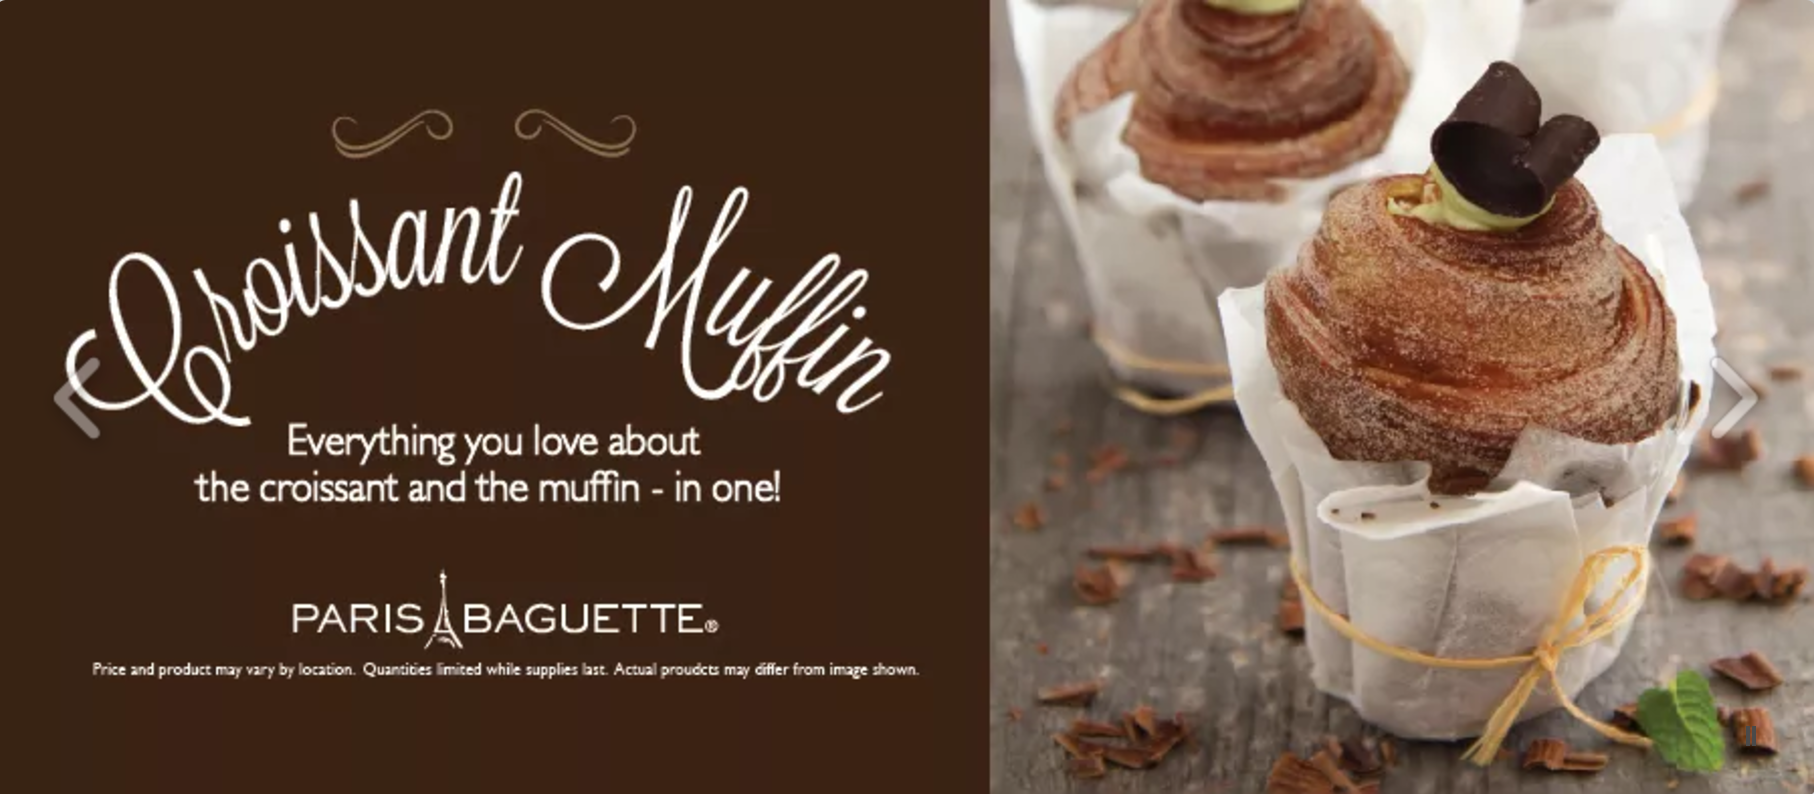 Croissant Muffin
Everything you love about
the croissant and the muffin - in one!
PARIS BAGUETTE®
Price and product may vary by location. Quantities limited while supplies last. Actual proudcts may differ from image shown.